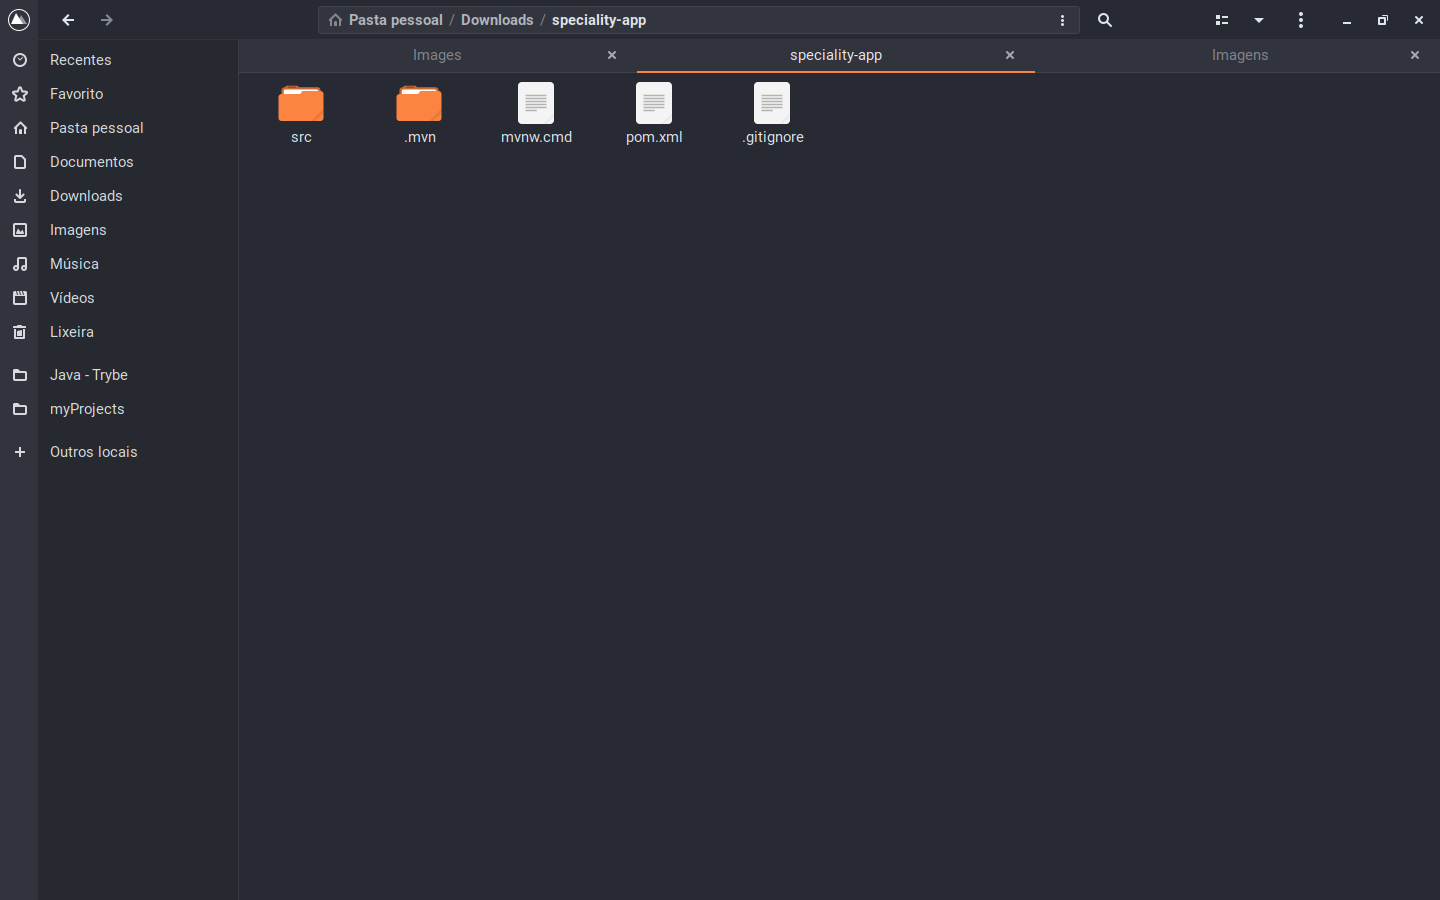 Pasta pessoal / Downloads / speciality-app
Images
speciality-app
Imagens
Recentes
Favorito
Pasta pessoal
Documentos
Downloads
Imagens
Música
Vídeos
Lixeira
Java - Trybe
myProjects
Outros locais
src
.mvn
mvnw.cmd
pom.xml
.gitignore